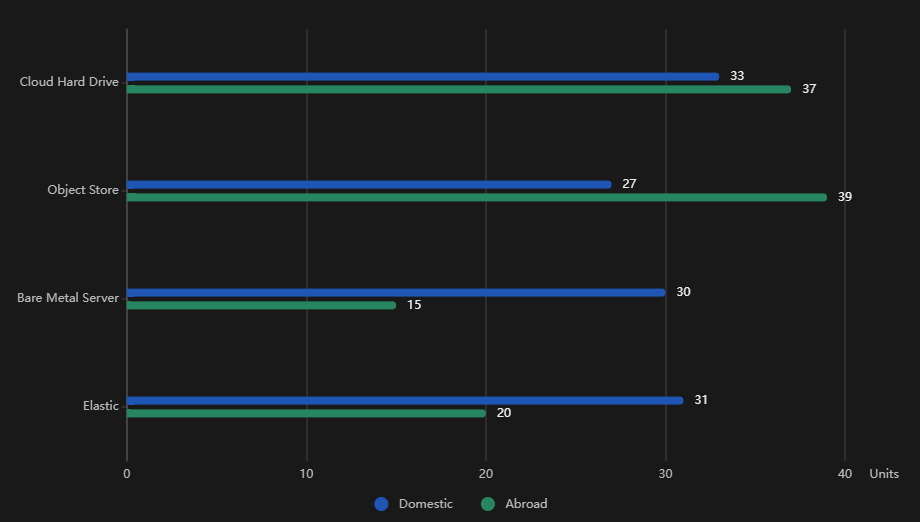 Cloud Hard Drive
33
37
Object Store
27
39
Bare Metal Server
30
15
Elastic
31
20
0 10 20 30 40 Units
Domestic Abroad